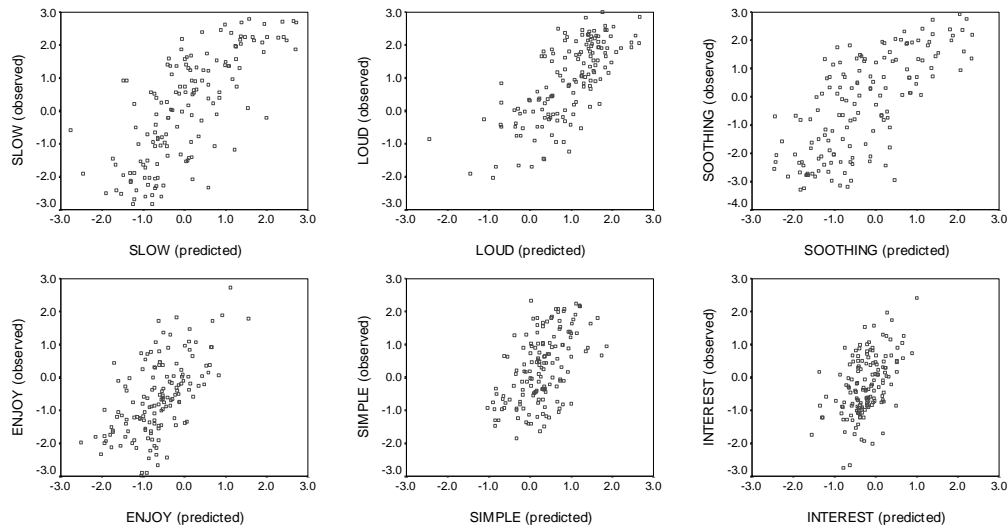 3.0 3.0 3.0
2.0 2.0 2.0
1.0 1.0 1.0
0.0 0.0 0.0
-1.0 -1.0 -1.0
-2.0 -2.0 -2.0
-3.0
-3.0 -3.0 -4.0
SLOW (observed) LOUD (observed) SOOTHING (observed)
-3.0 -2.0 -1.0 0.0 1.0 2.0 3.0 -3.0 -2.0 -1.0 0.0 1.0 2.0 3.0 -3.0 -2.0 -1.0 0.0 1.0 2.0 3.0
SLOW (predicted) LOUD (predicted) SOOTHING (predicted)
3.0 3.0 3.0
2.0 2.0 2.0
1.0 1.0 1.0
0.0 0.0 0.0
-1.0 -1.0 -1.0
-2.0 -2.0 -2.0
-3.0 -3.0 -3.0
ENJOY (observed) SIMPLE (observed) INTEREST (observed)
-3.0 -2.0 -1.0 0.0 1.0 2.0 3.0 -3.0 -2.0 -1.0 0.0 1.0 2.0 3.0 -3.0 -2.0 -1.0 0.0 1.0 2.0 3.0
ENJOY (predicted) SIMPLE (predicted) INTEREST (predicted)